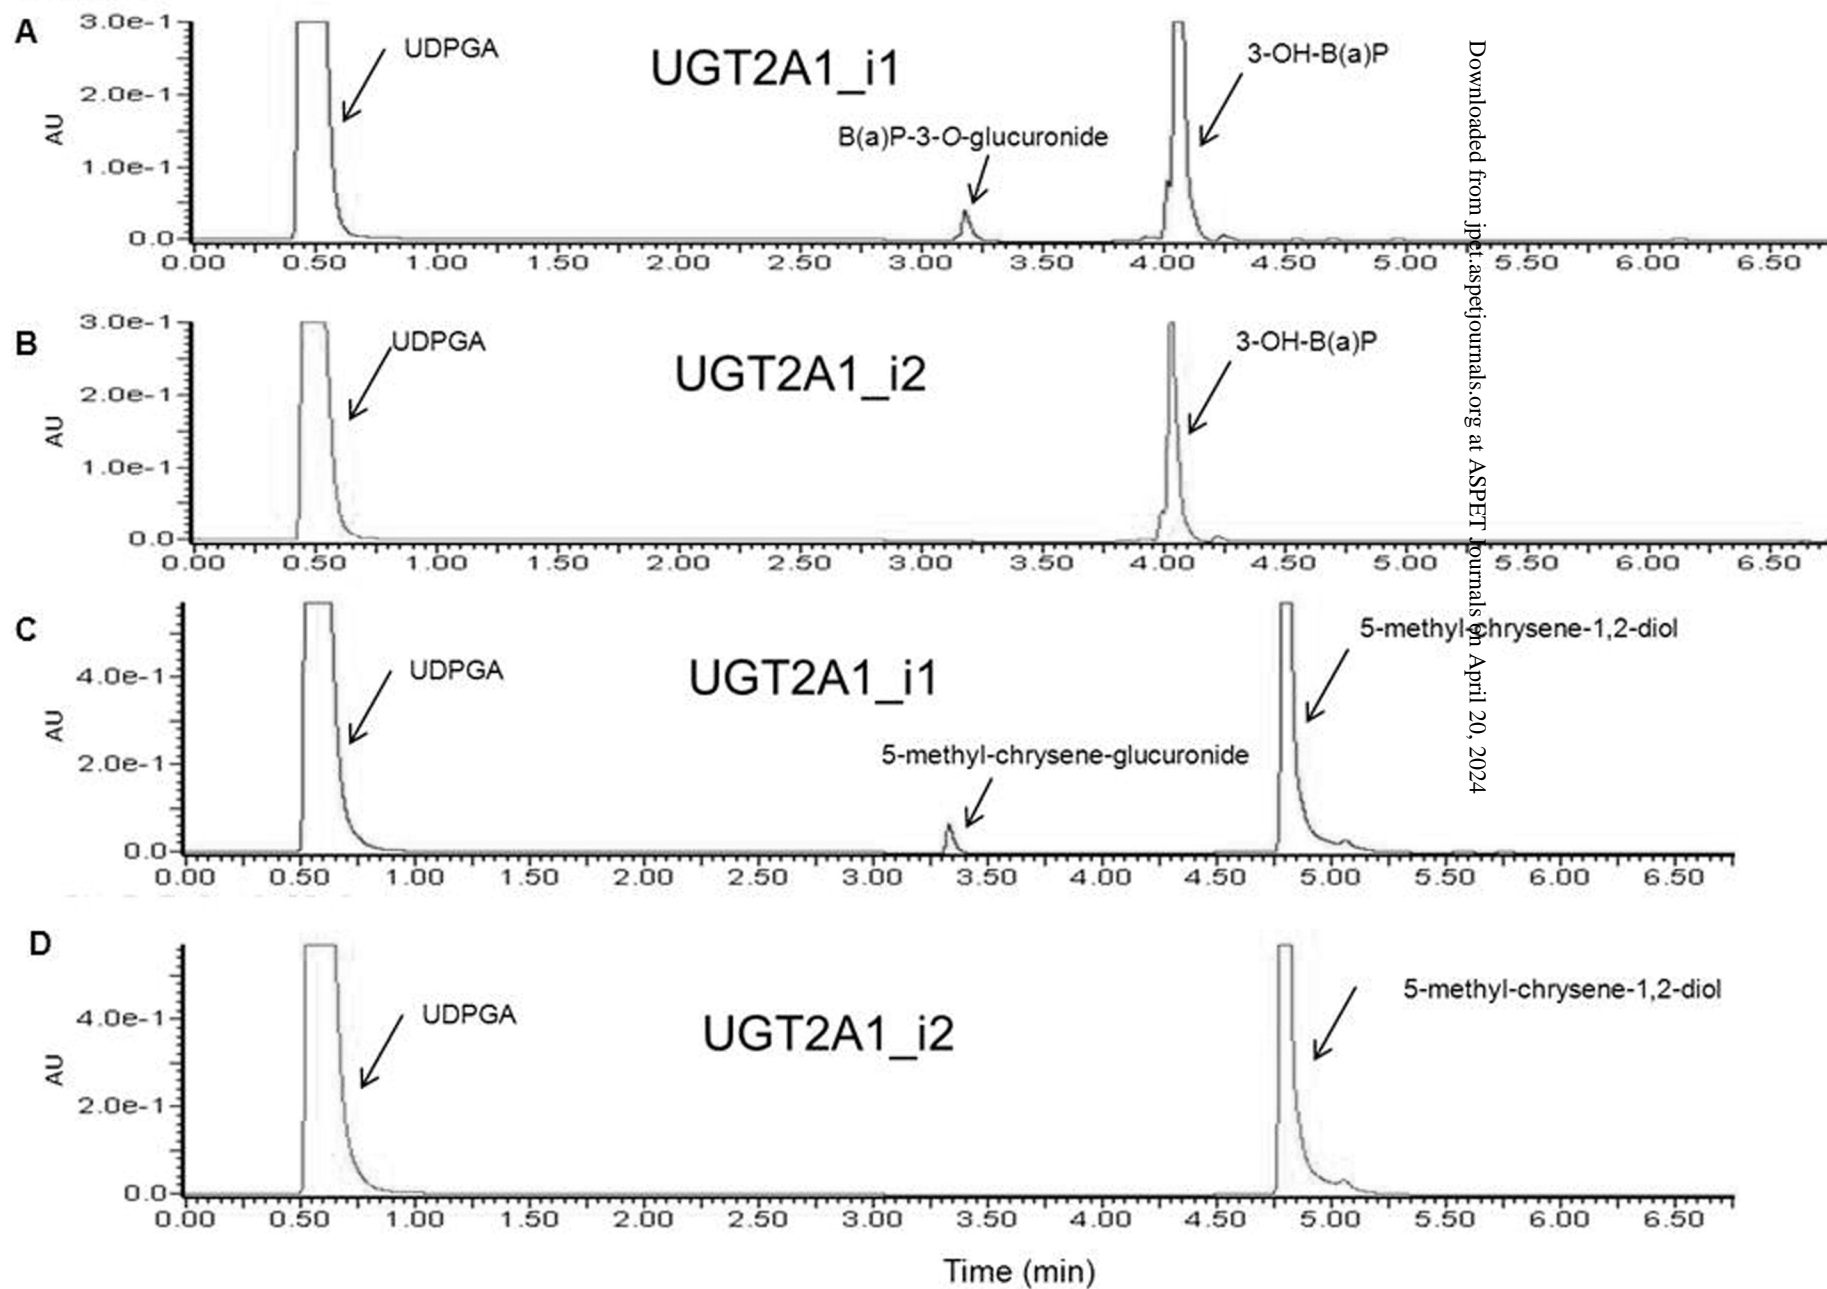 A
3.0e-1
2.0e-1
1.0e-1
0.0
AU
UDPGA
UGT2A1_i1
B(a)P-3-O-glucuronide
3-OH-B(a)P
0.00 0.50 1.00 1.50 2.00 2.50 3.00 3.50 4.00 4.50 5.00 5.50 6.00 6.50
B
3.0e-1
2.0e-1
1.0e-1
0.0
AU
UDPGA
UGT2A1_i2
3-OH-B(a)P
0.00 0.50 1.00 1.50 2.00 2.50 3.00 3.50 4.00 4.50 5.00 5.50 6.00 6.50
C
4.0e-1
2.0e-1
0.0
AU
UDPGA
UGT2A1_i1
5-methyl-chrysene-glucuronide
5-methyl-chrysene-1,2-diol
0.00 0.50 1.00 1.50 2.00 2.50 3.00 3.50 4.00 4.50 5.00 5.50 6.00 6.50
D
4.0e-1
2.0e-1
0.0
AU
UDPGA
UGT2A1_i2
5-methyl-chrysene-1,2-diol
0.00 0.50 1.00 1.50 2.00 2.50 3.00 3.50 4.00 4.50 5.00 5.50 6.00 6.50
Time (min)
Downloaded from jpet.aspetjournals.org at ASPET Journals on April 20, 2024